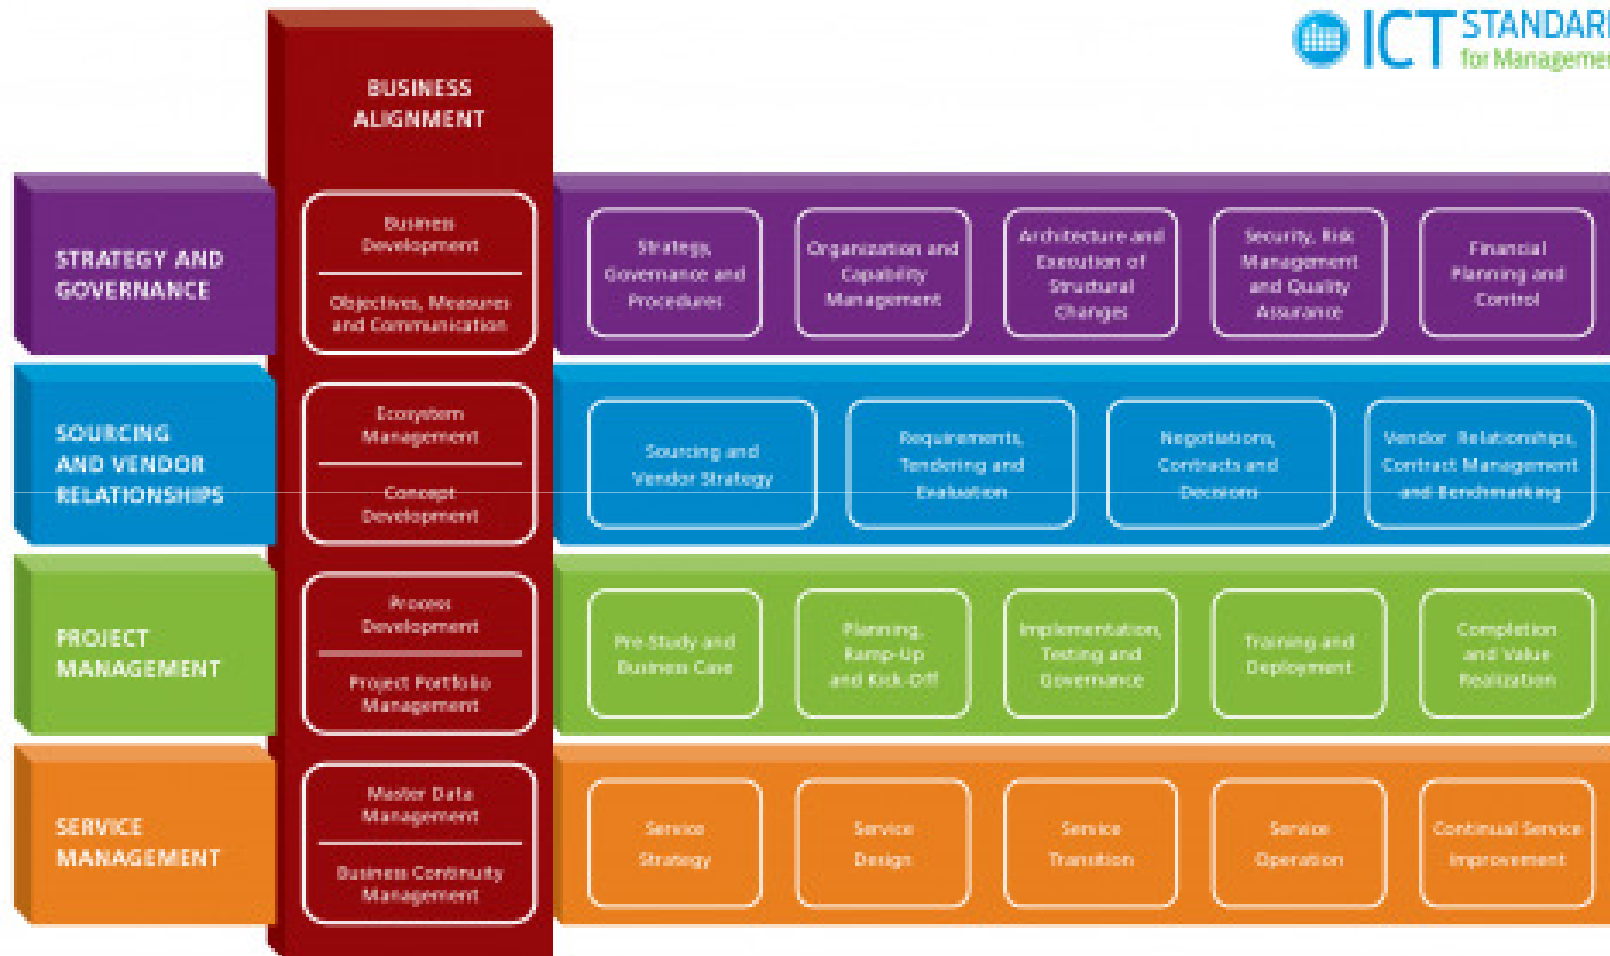 ICT STANDARD
for Management
BUSINESS
ALIGNMENT
STRATEGY AND
GOVERNANCE
Business
Development
Objectives, Measures
and Communication
Strategy,
Governance and
Procedures
Organization and
Capability
Management
Architecture and
Execution of
Structural
Changes
Security, Risk
Management
and Quality
Assurance
Financial
Planning and
Control
SOURCING
AND VENDOR
RELATIONSHIPS
Ecosystem
Management
Concept
Development
Sourcing and
Vendor Strategy
Requirements,
Tendering and
Evaluation
Negotiations,
Contracts and
Decisions
Vendor Relationships,
Contract Management
and Benchmarking
PROJECT
MANAGEMENT
Process
Development
Project Portfolio
Management
Pre-Study and
Business Case
Planning,
Ramp-Up
and Kick-Off
Implementation,
Testing and
Governance
Training and
Deployment
Completion
and Value
Realization
SERVICE
MANAGEMENT
Master Data
Management
Business Continuity
Management
Service
Strategy
Service
Design
Service
Transition
Service
Operation
Continual Service
Improvement